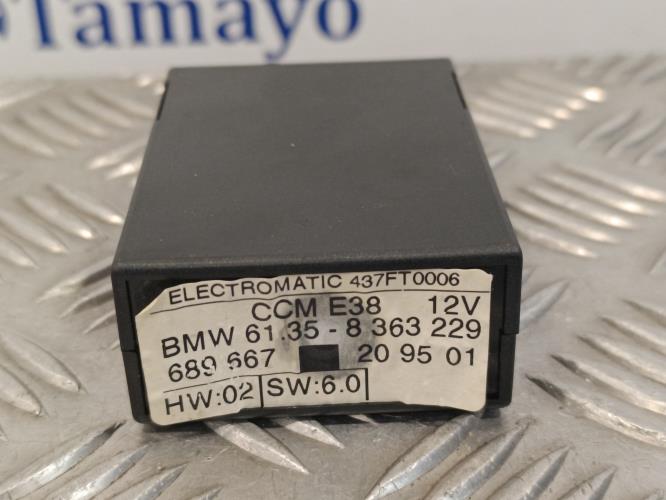 Tamayo
ELECTROMATIC 437FT0006
CCM E38 12V
BMW 61.35 - 8 363 229
689 667 20 95 01
HW:02 SW:6.0